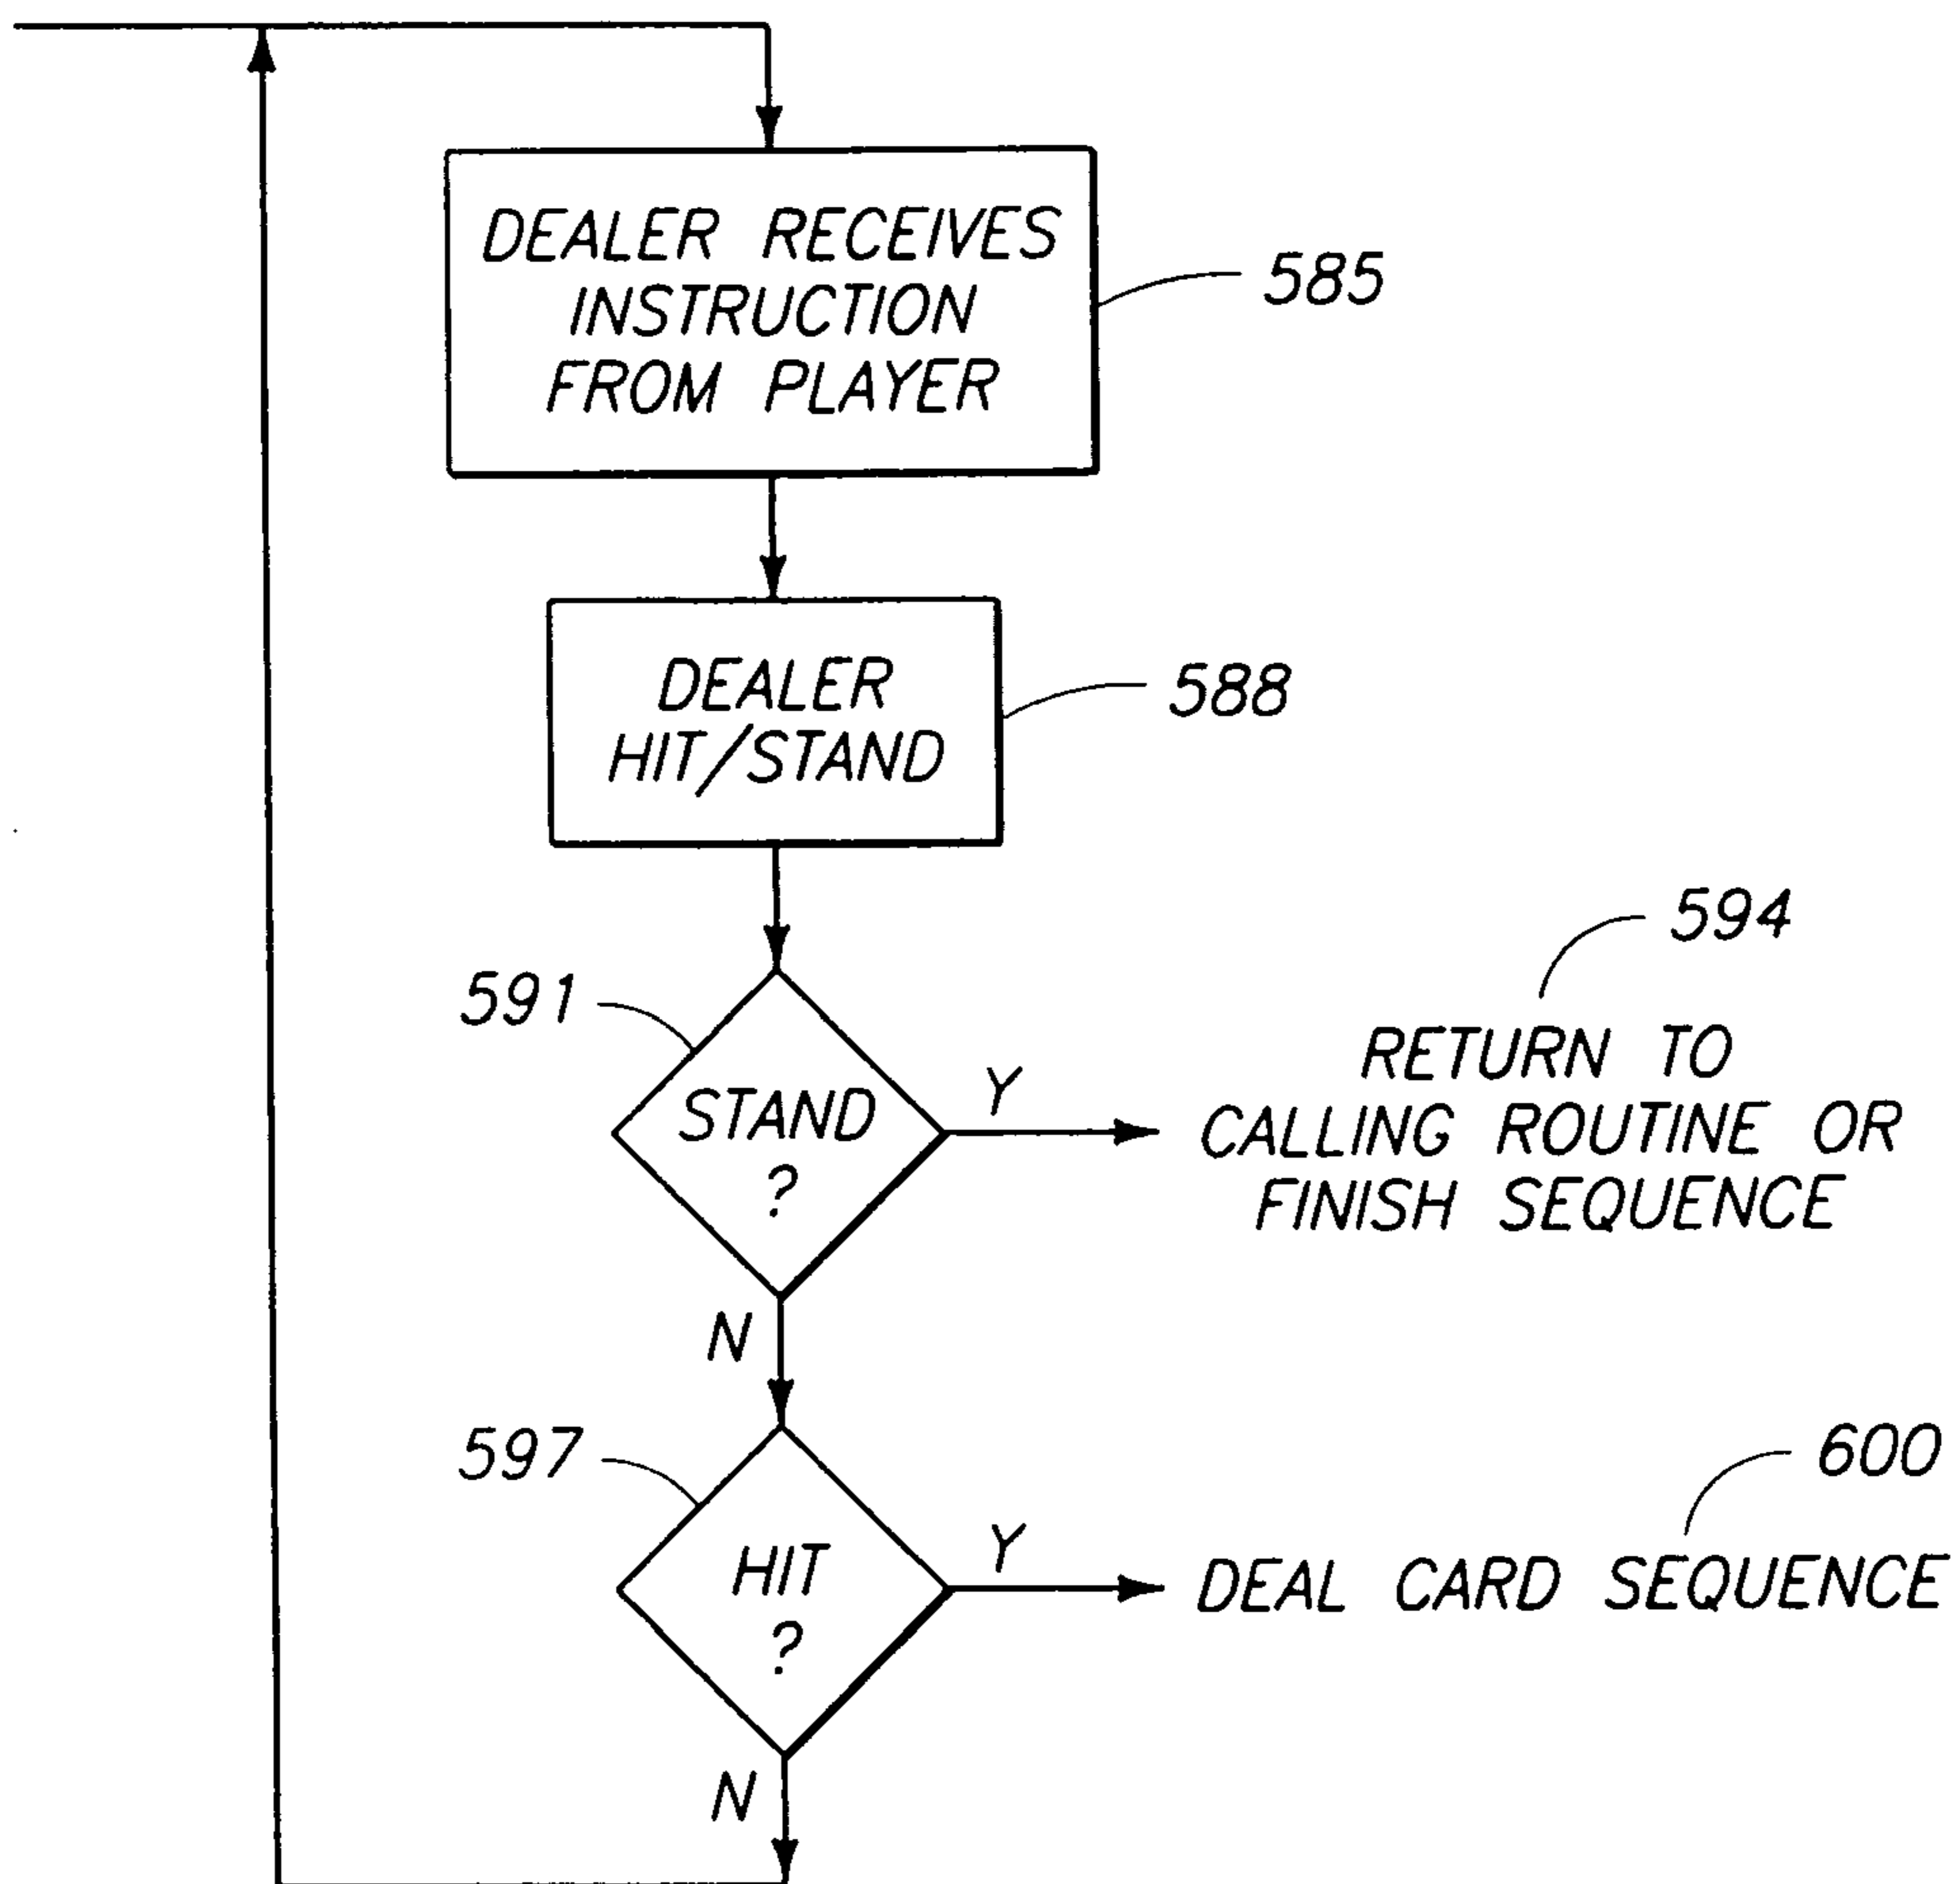 DEALER RECEIVES
INSTRUCTION
FROM PLAYER
585
DEALER
HIT/STAND
588
594
591
STAND
?
Y
RETURN TO
CALLING ROUTINE OR
FINISH SEQUENCE
N
597
600
HIT
?
Y
DEAL CARD SEQUENCE
N